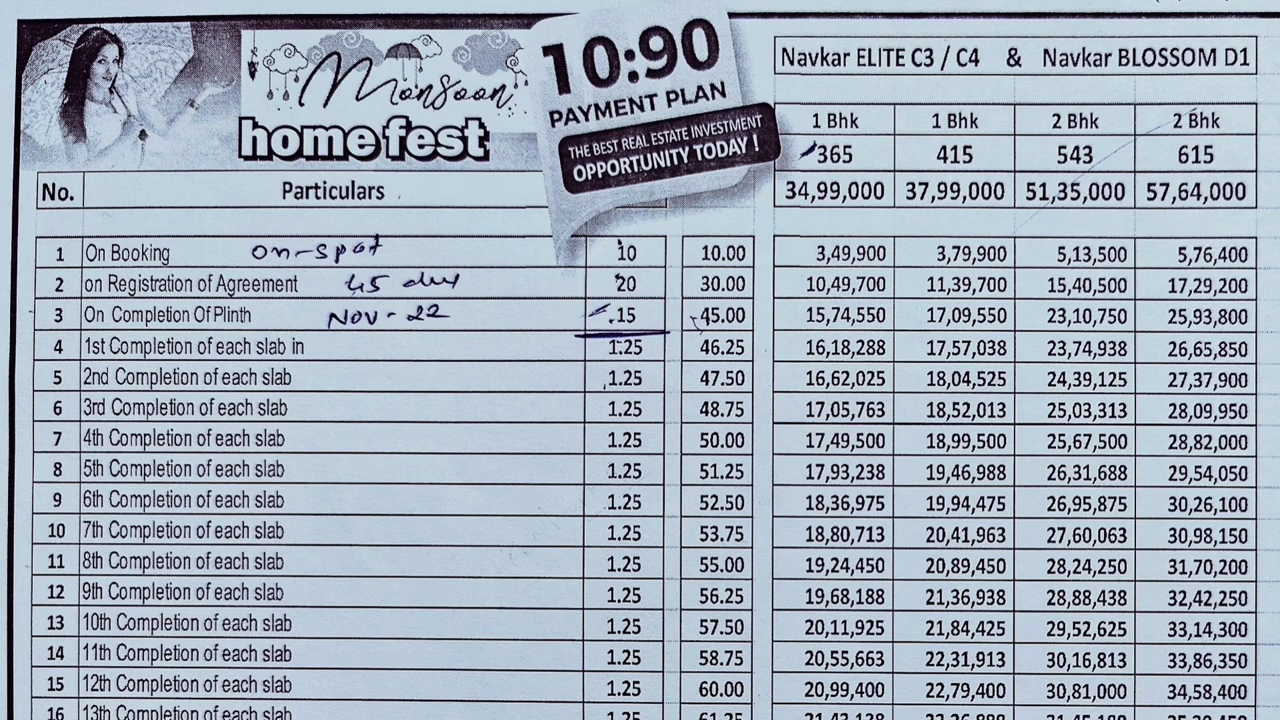 Monsoon
home fest
10:90
PAYMENT PLAN
THE BEST REAL ESTATE INVESTMENT
OPPORTUNITY TODAY !
Navkar ELITE C3 / C4 & Navkar BLOSSOM D1
1 Bhk 1 Bhk 2 Bhk 2 Bhk
365 415 543 615
No. Particulars 34,99,000 37,99,000 51,35,000 57,64,000
1 On Booking on-spot 10 10.00 3,49,900 3,79,900 5,13,500 5,76,400
2 on Registration of Agreement 45 20 30.00 10,49,700 11,39,700 15,40,500 17,29,200
3 On Completion Of Plinth NOV-22 .15 45.00 15,74,550 17,09,550 23,10,750 25,93,800
4 1st Completion of each slab in 1.25 46.25 16,18,288 17,57,038 23,74,938 26,65,850
5 2nd Completion of each slab 1.25 47.50 16,62,025 18,04,525 24,39,125 27,37,900
6 3rd Completion of each slab 1.25 48.75 17,05,763 18,52,013 25,03,313 28,09,950
7 4th Completion of each slab 1.25 50.00 17,49,500 18,99,500 25,67,500 28,82,000
8 5th Completion of each slab 1.25 51.25 17,93,238 19,46,988 26,31,688 29,54,050
9 6th Completion of each slab 1.25 52.50 18,36,975 19,94,475 26,95,875 30,26,100
10 7th Completion of each slab 1.25 53.75 18,80,713 20,41,963 27,60,063 30,98,150
11 8th Completion of each slab 1.25 55.00 19,24,450 20,89,450 28,24,250 31,70,200
12 9th Completion of each slab 1.25 56.25 19,68,188 21,36,938 28,88,438 32,42,250
13 10th Completion of each slab 1.25 57.50 20,11,925 21,84,425 29,52,625 33,14,300
14 11th Completion of each slab 1.25 58.75 20,55,663 22,31,913 30,16,813 33,86,350
15 12th Completion of each slab 1.25 60.00 20,99,400 22,79,400 30,81,000 34,58,400
16 13th Completion of each slab 1.25 61.25